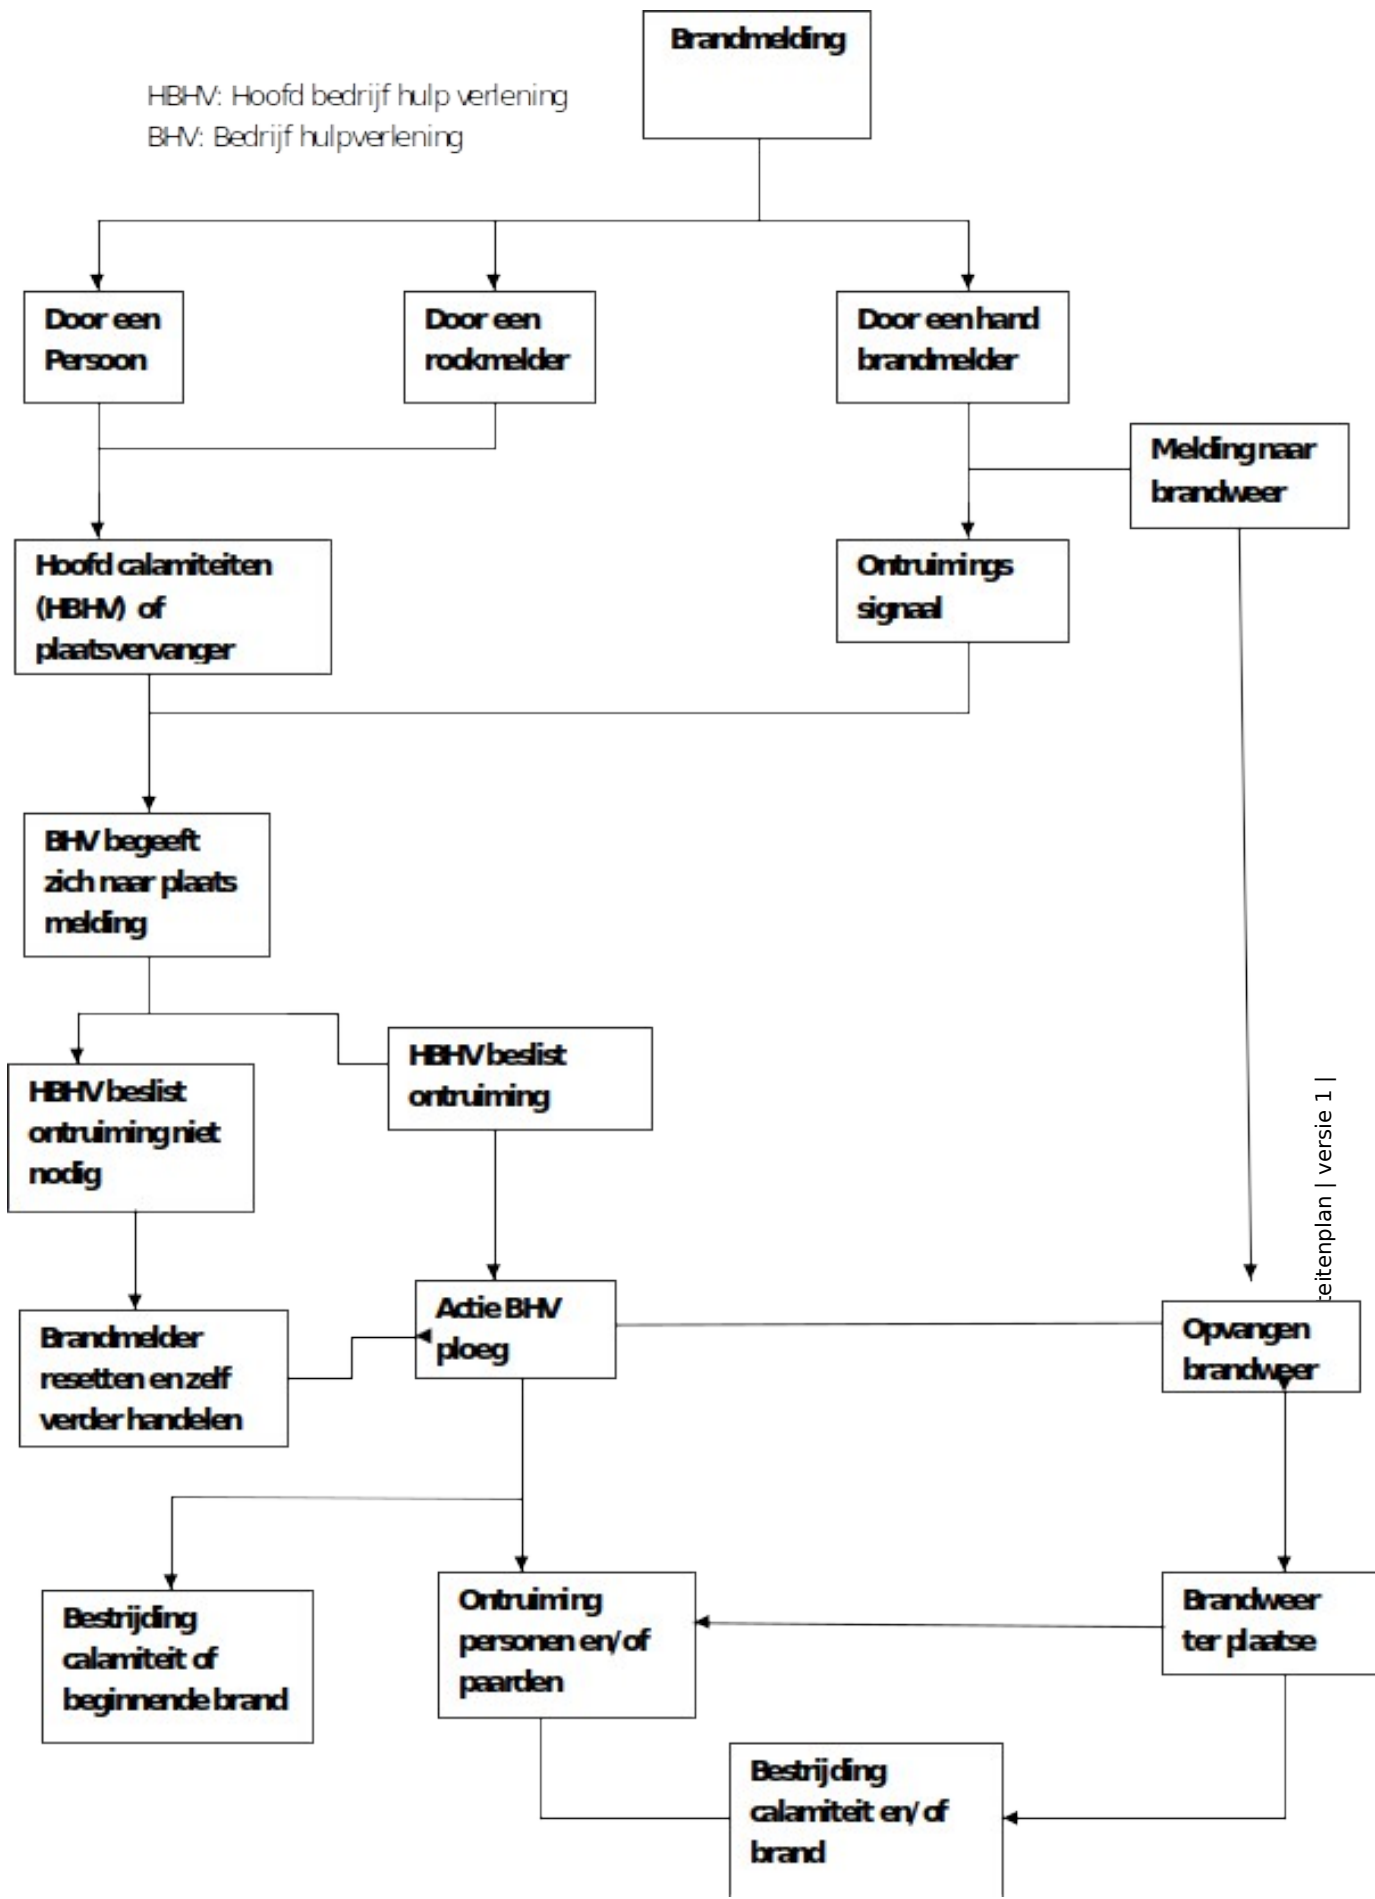 Brandmelding
HBHV: Hoofd bedrijf hulp verlening
BHV: Bedrijf hulpverlening
Door een
Persoon
Door een
rookmelder
Door een hand
brandmelder
Melding naar
brandweer
Hoofd calamiteiten
(HBHV) of
plaatsvervanger
Ontruimings
signaal
BHV begeeft
zich naar plaats
melding
HBHV beslist
ontruiming niet
nodig
HBHV beslist
ontruiming
eitenplan | versie 1 |
Brandmelder
resetten en zelf
verder handelen
Actie BHV
ploeg
Opvangen
brandweer
Bestrijding
calamiteit of
beginnende brand
Ontruiming
personen en/of
paarden
Brandweer
ter plaatse
Bestrijding
calamiteit en/of
brand